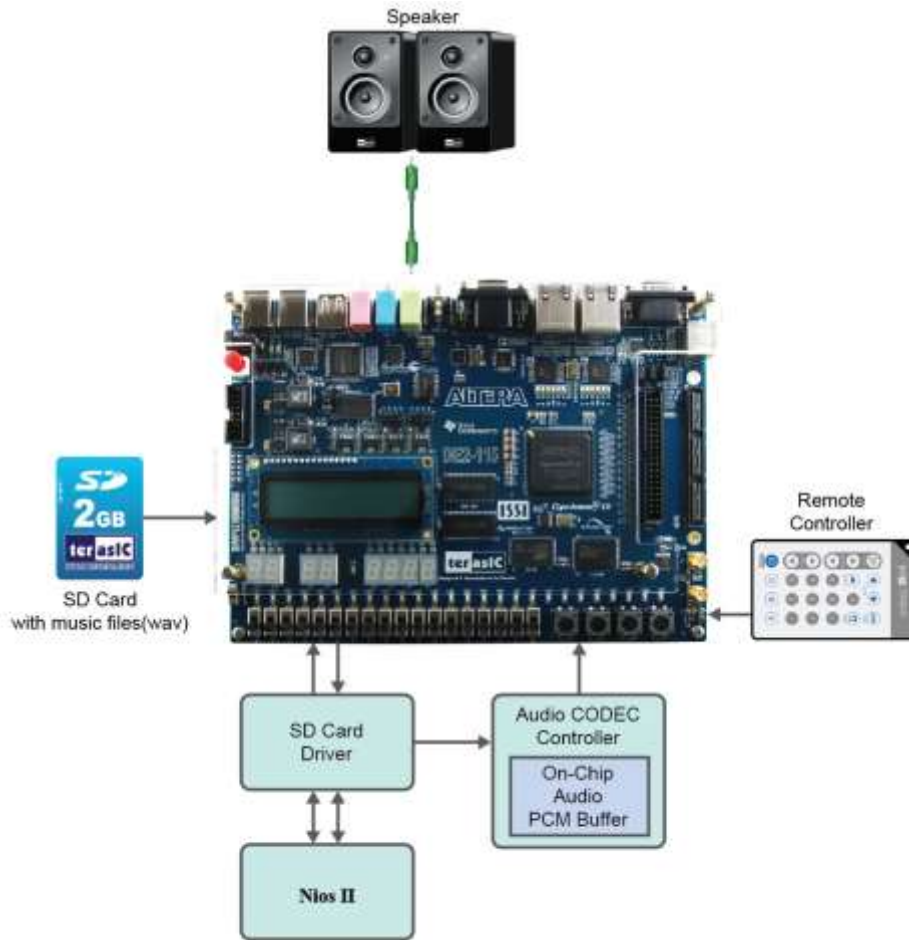 Speaker
ALTERA
SD
2GB
terasIC
SD Card
with music files(wav)
ISSI
terasIC
Remote
Controller
SD Card
Driver
Audio CODEC
Controller
On-Chip
Audio
PCM Buffer
Nios II